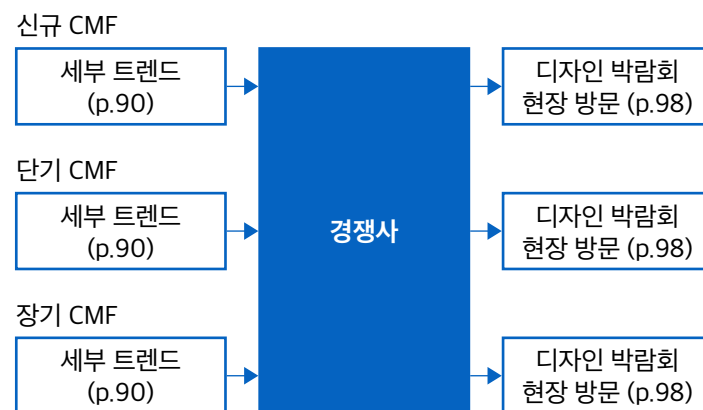 신규 CMF
세부 트렌드
(p.90)
디자인 박람회
현장 방문 (p.98)
단기 CMF
세부 트렌드
(p.90)
경쟁사
디자인 박람회
현장 방문 (p.98)
장기 CMF
세부 트렌드
(p.90)
디자인 박람회
현장 방문 (p.98)